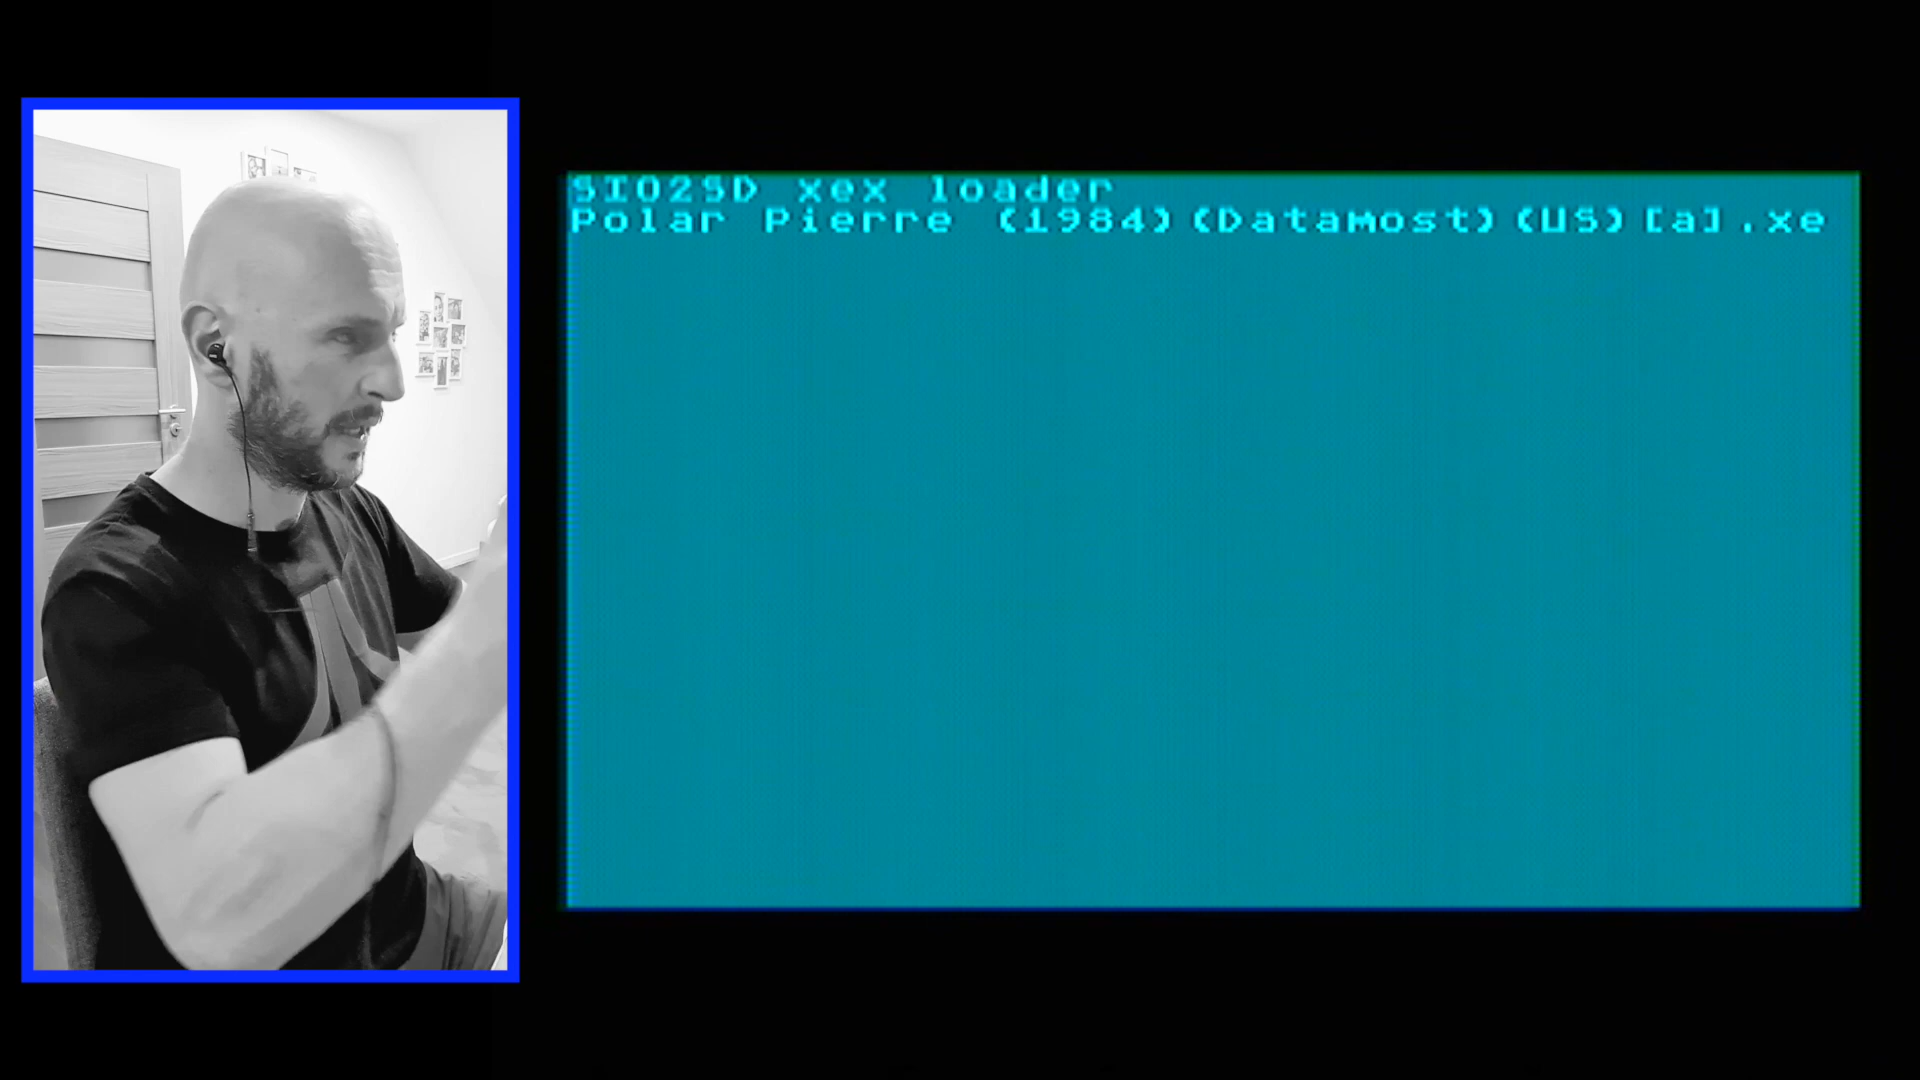 SIO2SD xex loader
Polar Pierre (1984)(Datamost)(US)[a].xe